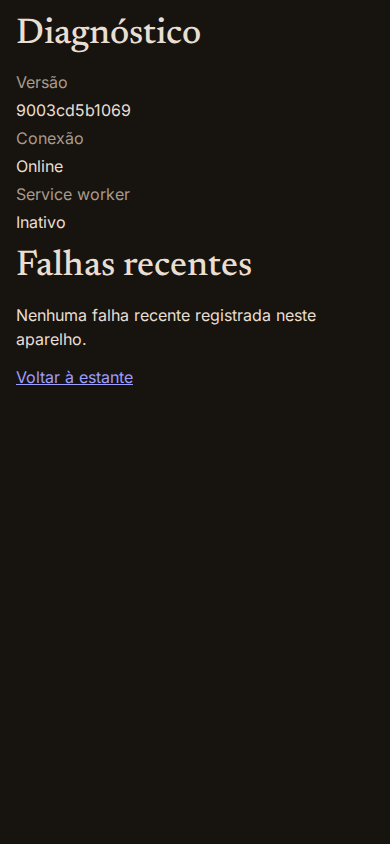 Diagnóstico
Versão
9003cd5b1069
Conexão
Online
Service worker
Inativo
Falhas recentes
Nenhuma falha recente registrada neste
aparelho.
Voltar à estante